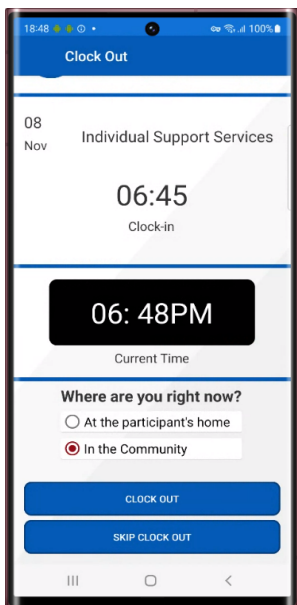 18:48 100%
Clock Out
08
Nov
Individual Support Services
06:45
Clock-in
06: 48PM
Current Time
Where are you right now?
At the participant's home
In the Community
CLOCK OUT
SKIP CLOCK OUT